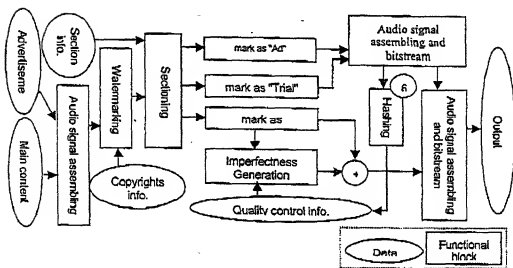 Advertiseme
Section
info.
Main content
Audio signal assembling
Watermarking
Copyrights
info.
Sectioning
mark as "Ad"
mark as "Trial"
mark as
Imperfectness
Generation
Quality control info.
+
Audio signal
assembling and
bitstream
Hashing
6
Audio signal assembling
and bitstream
Output
Data
Functional
block